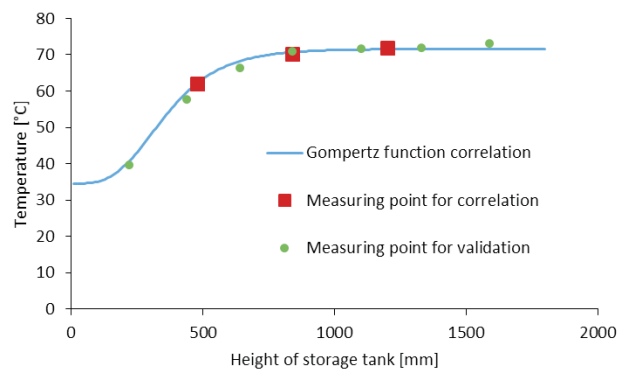 80
70
60
50
40
30
20
10
0
Temperature [°C]
Gompertz function correlation
Measuring point for correlation
Measuring point for validation
0 500 1000 1500 2000
Height of storage tank [mm]